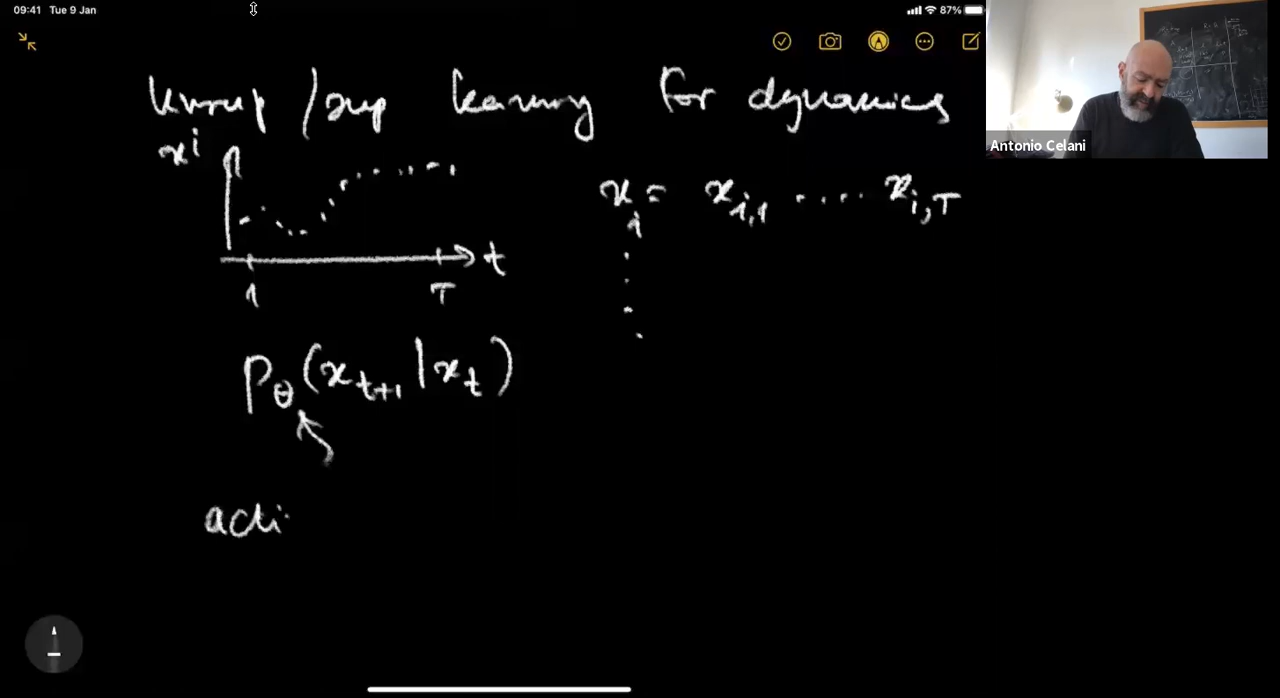 09:41 Tue 9 Jan
87%
Unsup / sup learning for dynamics
x^i
x_i = x_{i,1} ..... x_{i,T}
t
1 T
p_θ(x_{t+1} | x_t)
acti
Antonio Celani